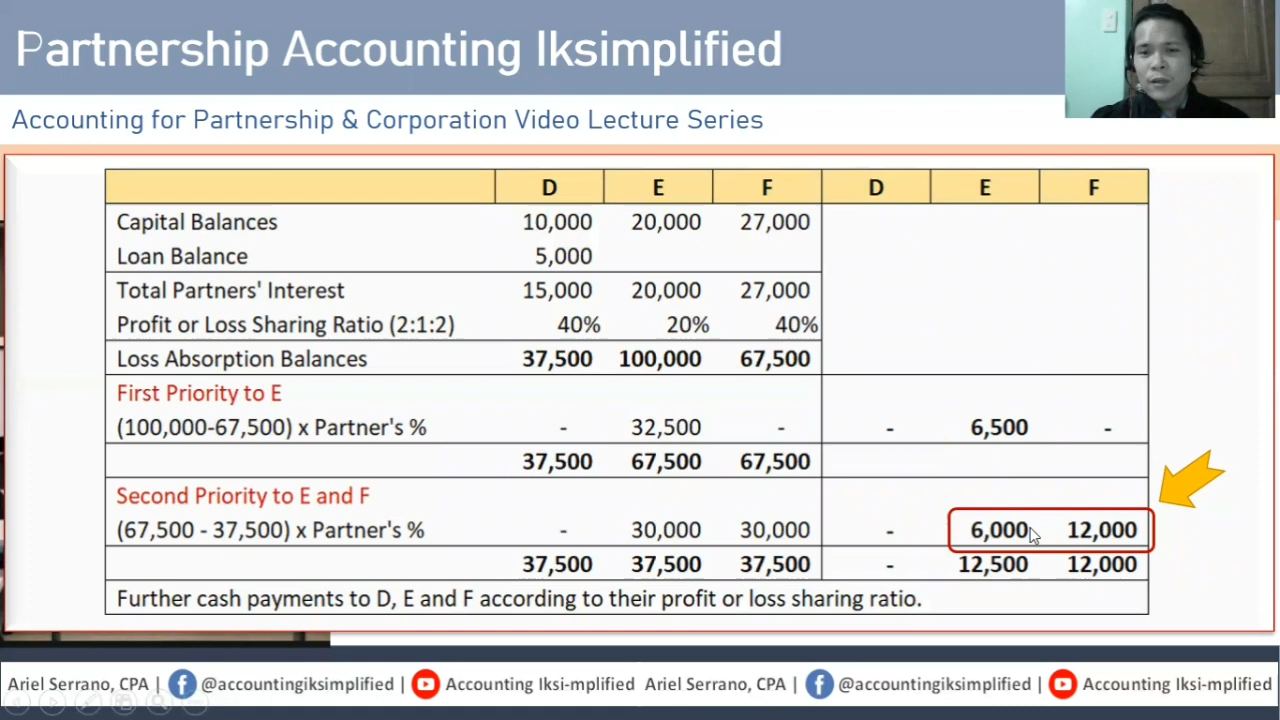 Partnership Accounting Iksimplified
Accounting for Partnership & Corporation Video Lecture Series
D E F D E F
Capital Balances 10,000 20,000 27,000
Loan Balance 5,000
Total Partners' Interest 15,000 20,000 27,000
Profit or Loss Sharing Ratio (2:1:2) 40% 20% 40%
Loss Absorption Balances 37,500 100,000 67,500
First Priority to E
(100,000-67,500) x Partner's % - 32,500 - - 6,500 -
37,500 67,500 67,500
Second Priority to E and F
(67,500 - 37,500) x Partner's % - 30,000 30,000 - 6,000 12,000
37,500 37,500 37,500 - 12,500 12,000
Further cash payments to D, E and F according to their profit or loss sharing ratio.
Ariel Serrano, CPA | @accountingiksimplified | Accounting Iksi-mplified Ariel Serrano, CPA | @accountingiksimplified | Accounting Iksi-mplified